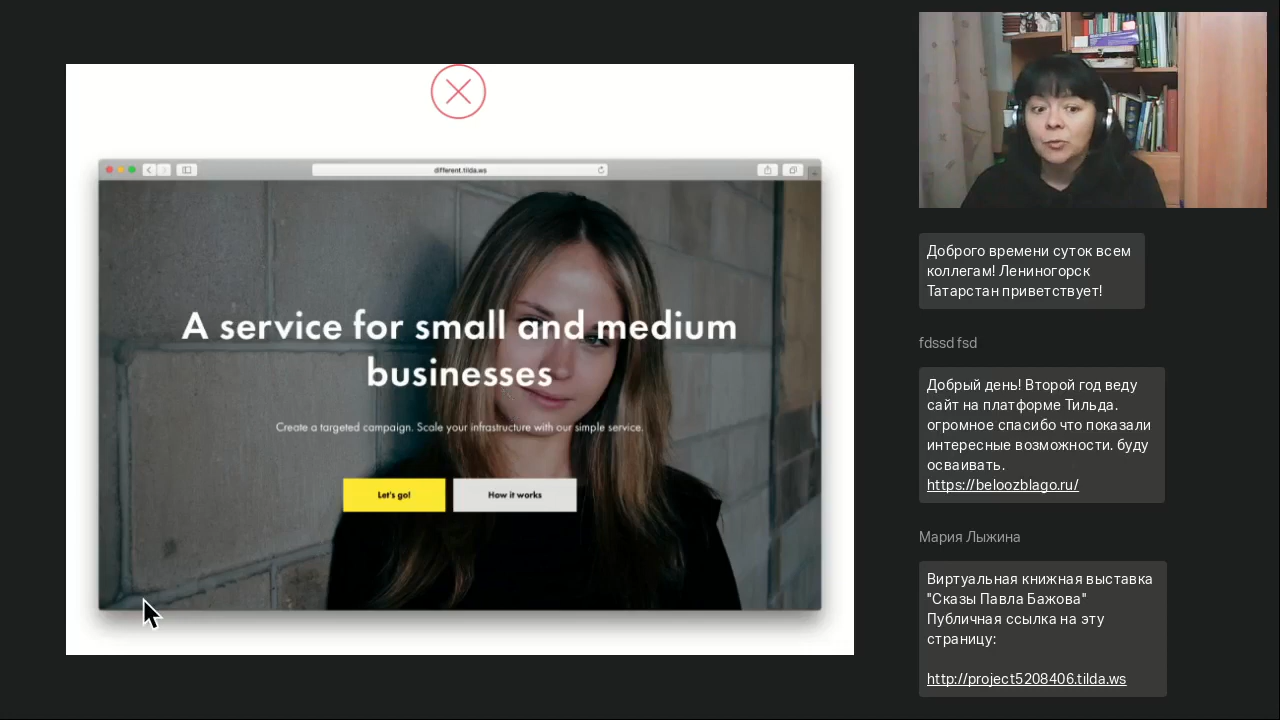 different.tilda.ws
A service for small and medium
businesses
Create a targeted campaign. Scale your infrastructure with our simple service.
Let's go!
How it works
Доброго времени суток всем
коллегам! Лениногорск
Татарстан приветствует!
fdssd fsd
Добрый день! Второй год веду
сайт на платформе Тильда.
огромное спасибо что показали
интересные возможности. буду
осваивать.
https://beloozblago.ru/
Мария Лыжина
Виртуальная книжная выставка
"Сказы Павла Бажова"
Публичная ссылка на эту
страницу:
http://project5208406.tilda.ws